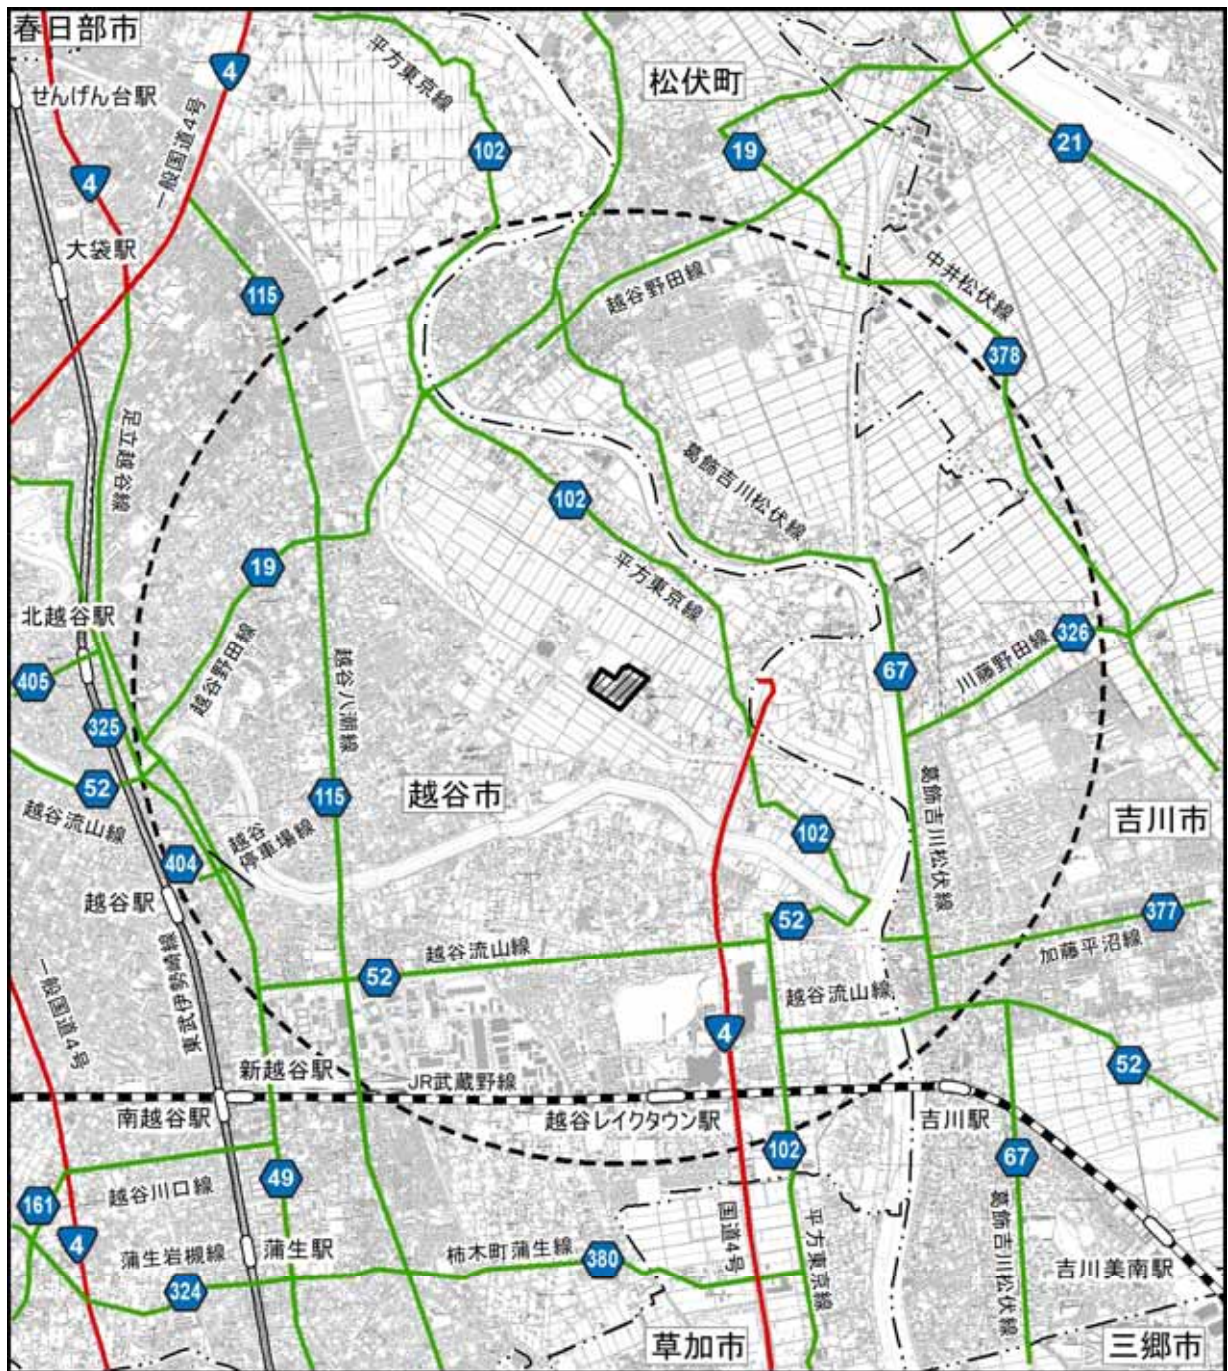 春日部市
4
平方東京線
松伏町
せんげん台駅
一般国道4号
102
19
21
4
大袋駅
115
越谷野田線
中井松伏線
378
足立越谷線
葛飾吉川松伏線
102
19
平方東京線
北越谷駅
326
川藤野田線
405
越谷野田線
越谷八潮線
67
325
52
越谷市
115
葛飾吉川松伏線
吉川市
越谷流山線
越谷
停車場線
102
404
越谷駅
52
377
東武伊勢崎線
越谷流山線
加藤平沼線
一般国道4号
52
越谷流山線
4
52
新越谷駅
JR武蔵野線
南越谷駅
越谷レイクタウン駅
吉川駅
102
67
49
161
越谷川口線
国道4号
平方東京線
葛飾吉川松伏線
4
蒲生岩槻線
蒲生駅
柿木町蒲生線
380
吉川美南駅
324
草加市
三郷市